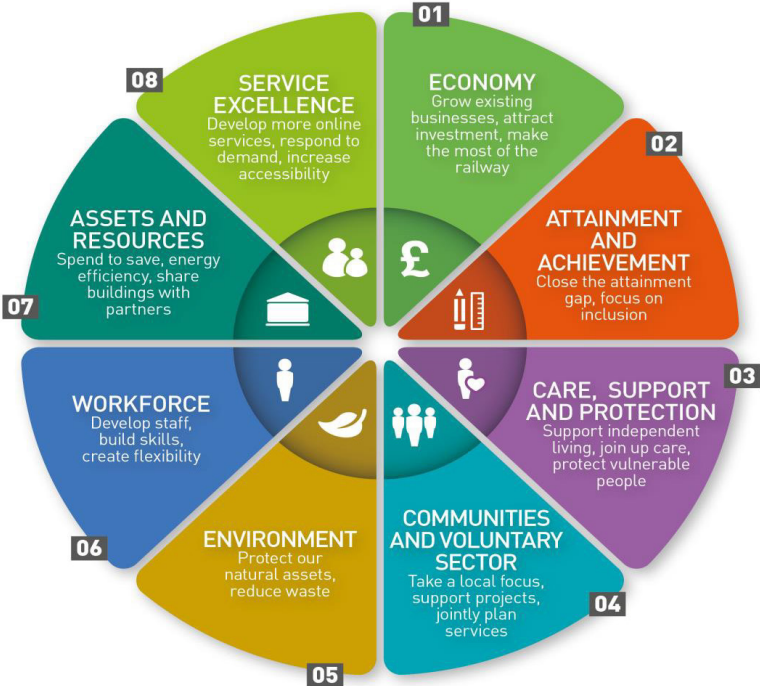 01
ECONOMY
Grow existing
businesses, attract
investment, make
the most of the
railway
02
ATTAINMENT
AND
ACHIEVEMENT
Close the attainment
gap, focus on
inclusion
03
CARE, SUPPORT
AND PROTECTION
Support independent
living, join up care,
protect vulnerable
people
04
COMMUNITIES
AND VOLUNTARY
SECTOR
Take a local focus,
support projects,
jointly plan
services
05
ENVIRONMENT
Protect our
natural assets,
reduce waste
06
WORKFORCE
Develop staff,
build skills,
create flexibility
07
ASSETS AND
RESOURCES
Spend to save, energy
efficiency, share
buildings with
partners
08
SERVICE
EXCELLENCE
Develop more online
services, respond to
demand, increase
accessibility
£